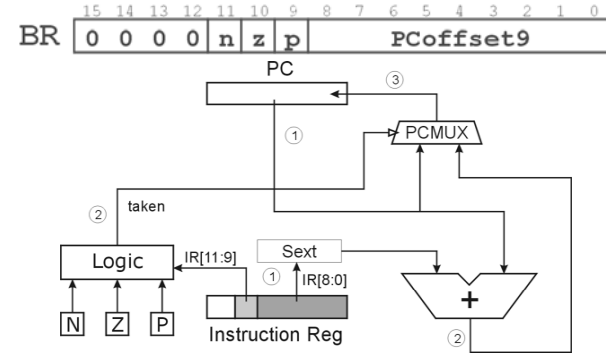 15 14 13 12 11 10 9 8 7 6 5 4 3 2 1 0
BR 0 0 0 0 n z p PCoffset9
PC
③
①
PCMUX
taken
②
Logic
IR[11:9]
Sext
①
IR[8:0]
+
N Z P
Instruction Reg
②